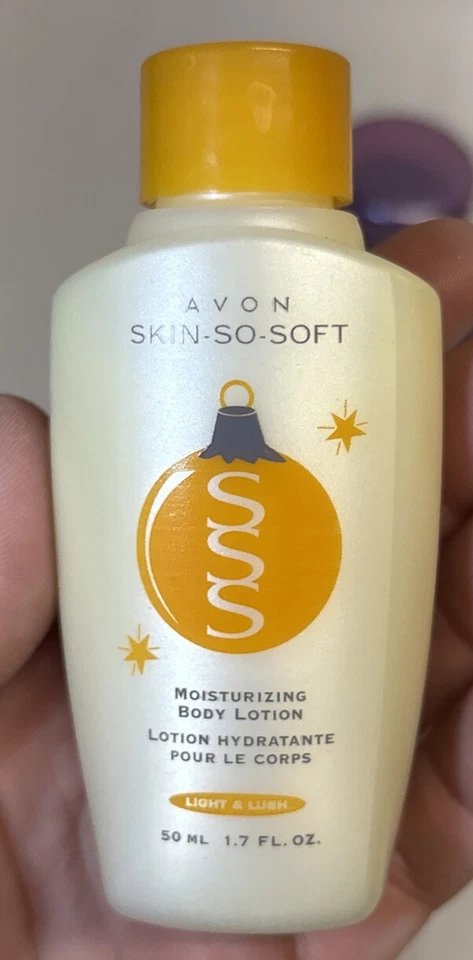 AVON
SKIN-SO-SOFT
S
S
S
MOISTURIZING
BODY LOTION
LOTION HYDRATANTE
POUR LE CORPS
LIGHT & LUSH
50 ML 1.7 FL. OZ.